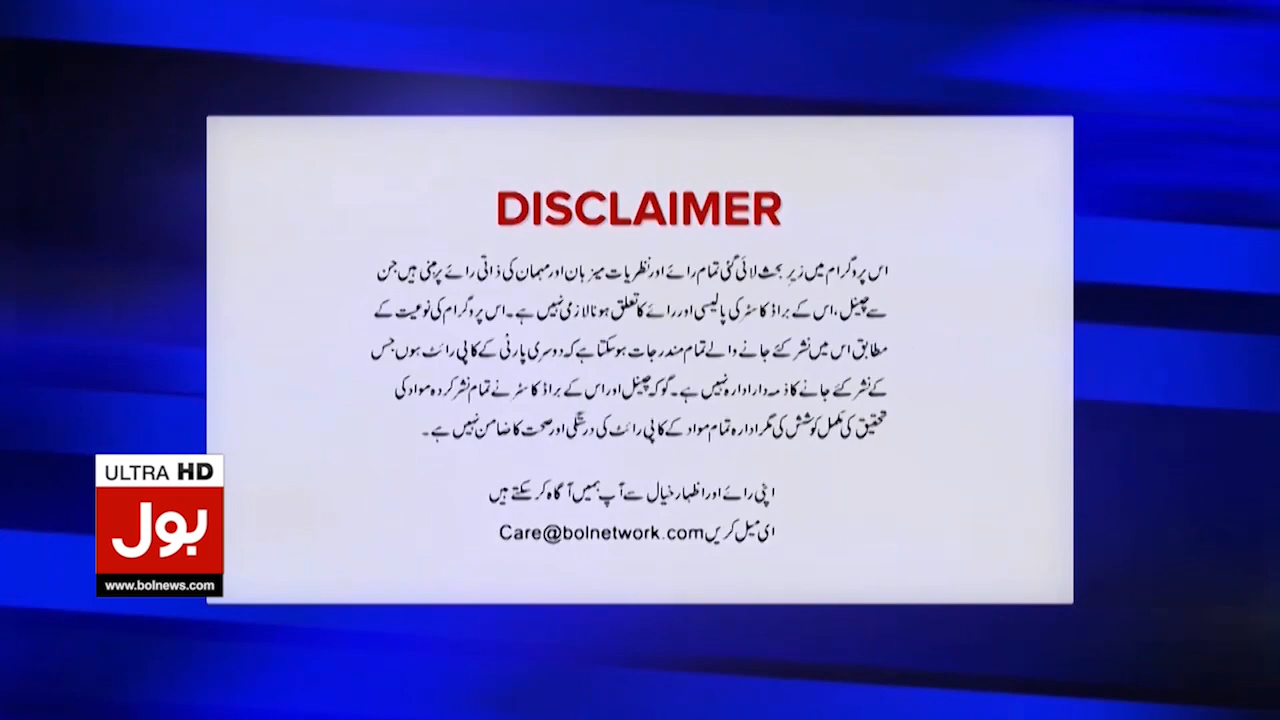 DISCLAIMER
اس پروگرام میں زیرِ بحث لائی گئی تمام رائے اور نظریات میزبان اور مہمان کی ذاتی رائے پر مبنی ہیں جن
سے چینل، اس کے براڈ کاسٹر کی پالیسی اور رائے کا تعلق ہونا لازمی نہیں ہے۔ اس پروگرام کی نوعیت کے
مطابق اس میں نشر کئے جانے والے تمام مندرجات ہوسکتا ہے کہ دوسری پارٹی کے کاپی رائٹ ہوں جس
کے نشر کئے جانے کا ذمہ دار ادارہ نہیں ہے۔ گو کہ چینل اور اس کے براڈ کاسٹر نے تمام نشر کردہ مواد کی
تحقیق کی مکمل کوشش کی مگر ادارہ تمام مواد کے کاپی رائٹ کی درستگی اور صحت کا ضامن نہیں ہے۔
اپنی رائے اور اظہار خیال سے آپ ہمیں آگاہ کر سکتے ہیں
ای میل کریں Care@bolnetwork.com
ULTRA HD
بول
www.bolnews.com